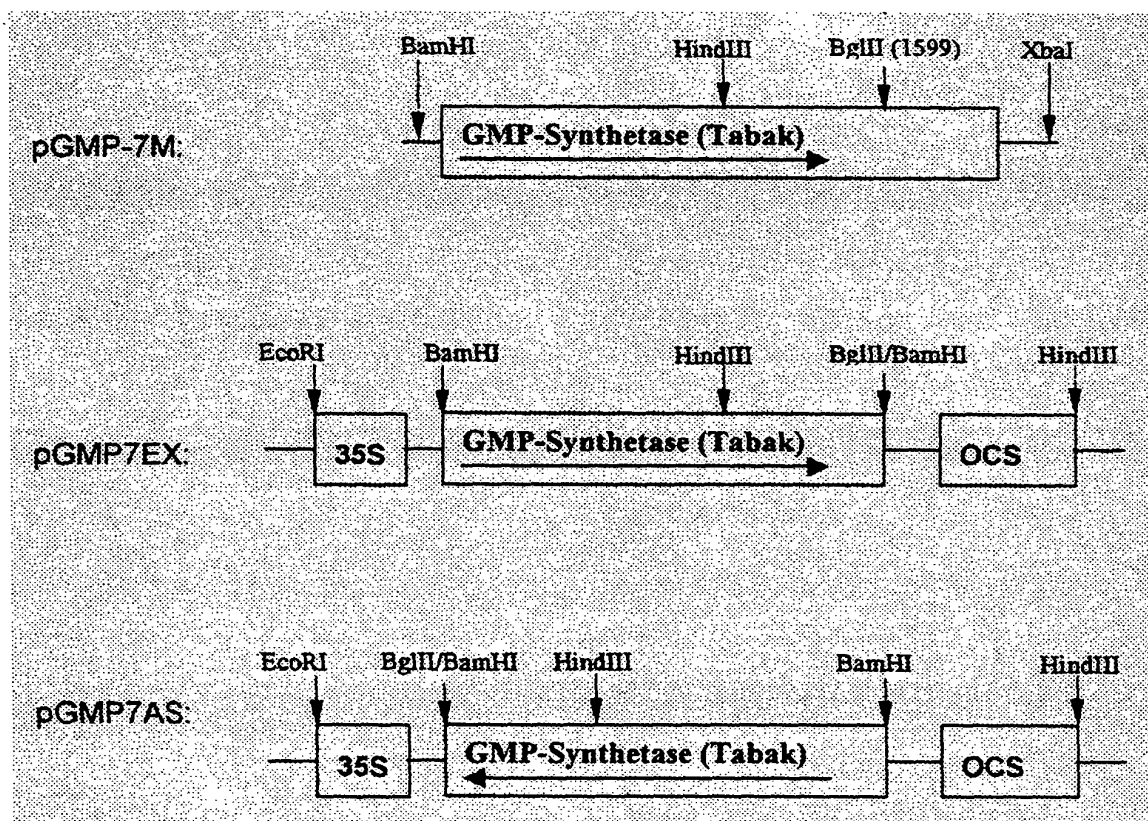 BamHI HindIII BglII (1599) XbaI
pGMP-7M: GMP-Synthetase (Tabak)
EcoRI BamHI HindIII BglII/BamHI HindIII
pGMP7EX: 35S GMP-Synthetase (Tabak) OCS
EcoRI BglII/BamHI HindIII BamHI HindIII
pGMP7AS: 35S GMP-Synthetase (Tabak) OCS